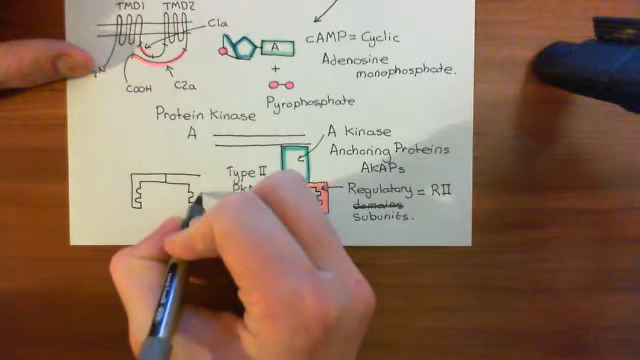 TMD1 TMD2
C1a
N
COOH C2a
A
cAMP = Cyclic
Adenosine
monophosphate.
+
Pyrophosphate
Protein Kinase
A
A Kinase
Anchoring Proteins
AKAPs
Type II
Regulatory = RII
domains
subunits.